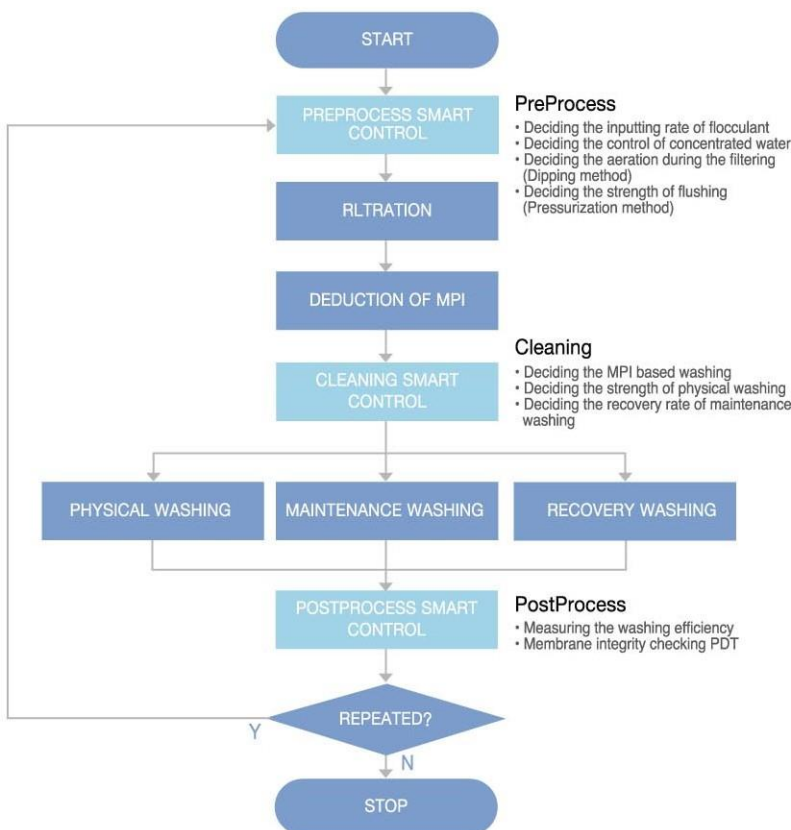 START
PREPROCESS SMART
CONTROL
PreProcess
• Deciding the inputting rate of flocculant
• Deciding the control of concentrated water
• Deciding the aeration during the filtering
(Dipping method)
• Deciding the strength of flushing
(Pressurization method)
RLTRATION
DEDUCTION OF MPI
CLEANING SMART
CONTROL
Cleaning
• Deciding the MPI based washing
• Deciding the strength of physical washing
• Deciding the recovery rate of maintenance
washing
PHYSICAL WASHING
MAINTENANCE WASHING
RECOVERY WASHING
POSTPROCESS SMART
CONTROL
PostProcess
• Measuring the washing efficiency
• Membrane integrity checking PDT
REPEATED?
Y
N
STOP